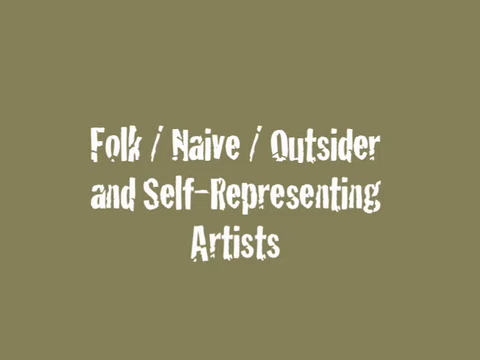 Folk / Naive / Outsider
and Self-Representing
Artists